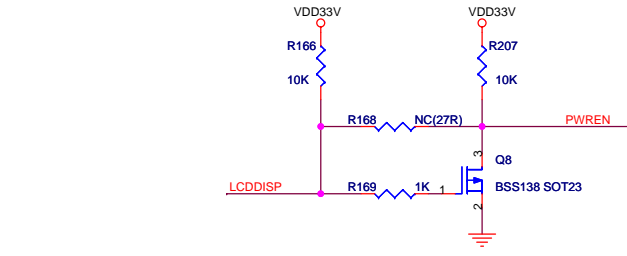 VDD33V VDD33V
R166 R207
10K 10K
R168 NC(27R) PWREN
3 Q8
LCDDISP R169 1K 1 BSS138 SOT23
2